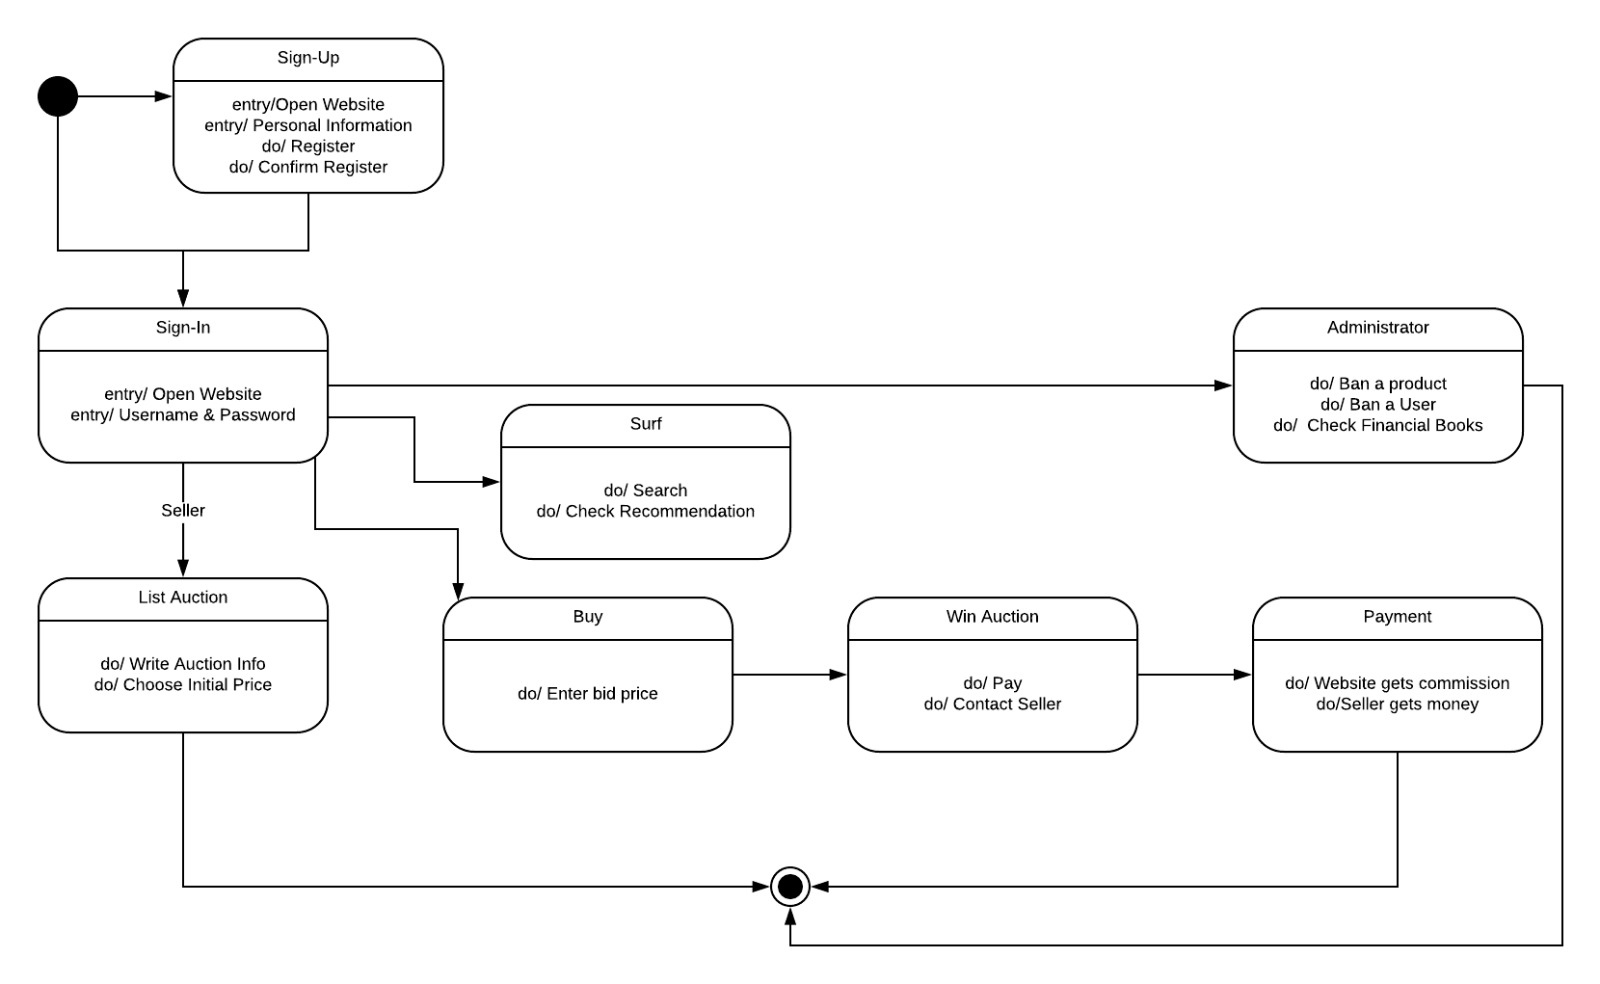 Sign-Up
entry/Open Website
entry/ Personal Information
do/ Register
do/ Confirm Register
Sign-In
entry/ Open Website
entry/ Username & Password
Administrator
do/ Ban a product
do/ Ban a User
do/  Check Financial Books
Surf
do/ Search
do/ Check Recommendation
Seller
List Auction
do/ Write Auction Info
do/ Choose Initial Price
Buy
do/ Enter bid price
Win Auction
do/ Pay
do/ Contact Seller
Payment
do/ Website gets commission
do/Seller gets money